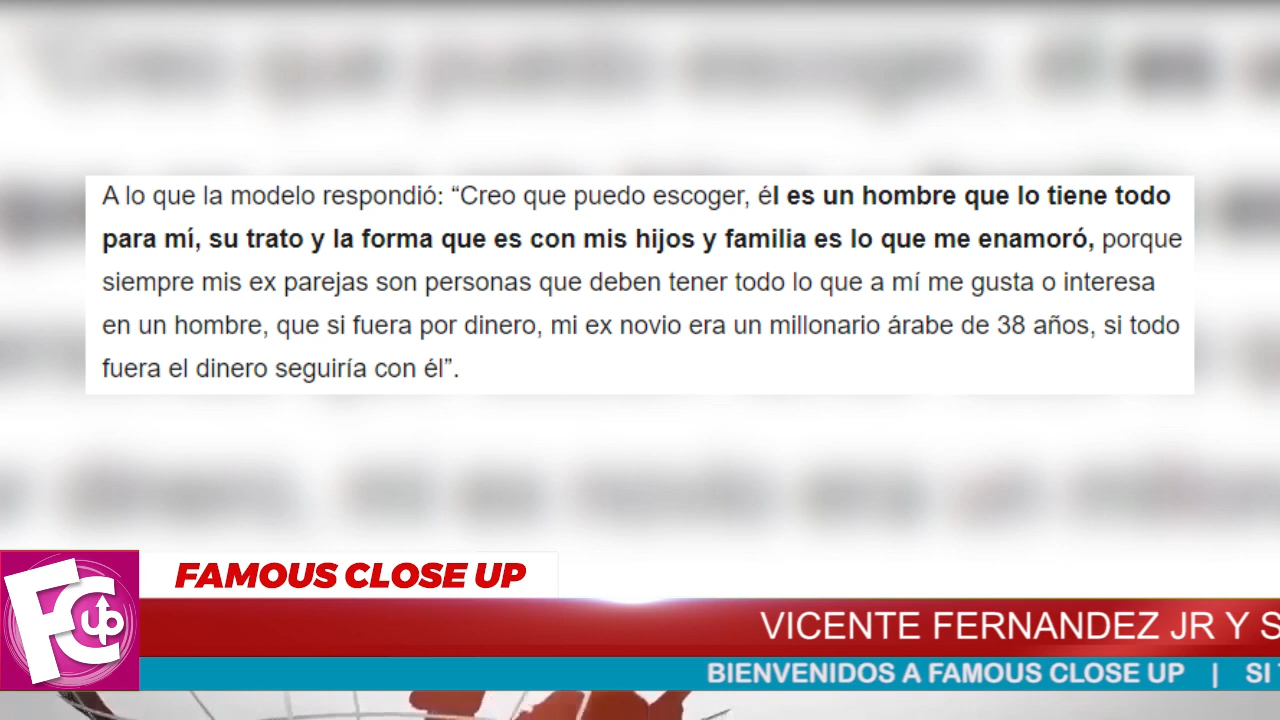 A lo que la modelo respondió: “Creo que puedo escoger, él es un hombre que lo tiene todo
para mí, su trato y la forma que es con mis hijos y familia es lo que me enamoró, porque
siempre mis ex parejas son personas que deben tener todo lo que a mí me gusta o interesa
en un hombre, que si fuera por dinero, mi ex novio era un millonario árabe de 38 años, si todo
fuera el dinero seguiría con él”.
FAMOUS CLOSE UP
FC up
VICENTE FERNANDEZ JR Y S
BIENVENIDOS A FAMOUS CLOSE UP | SI